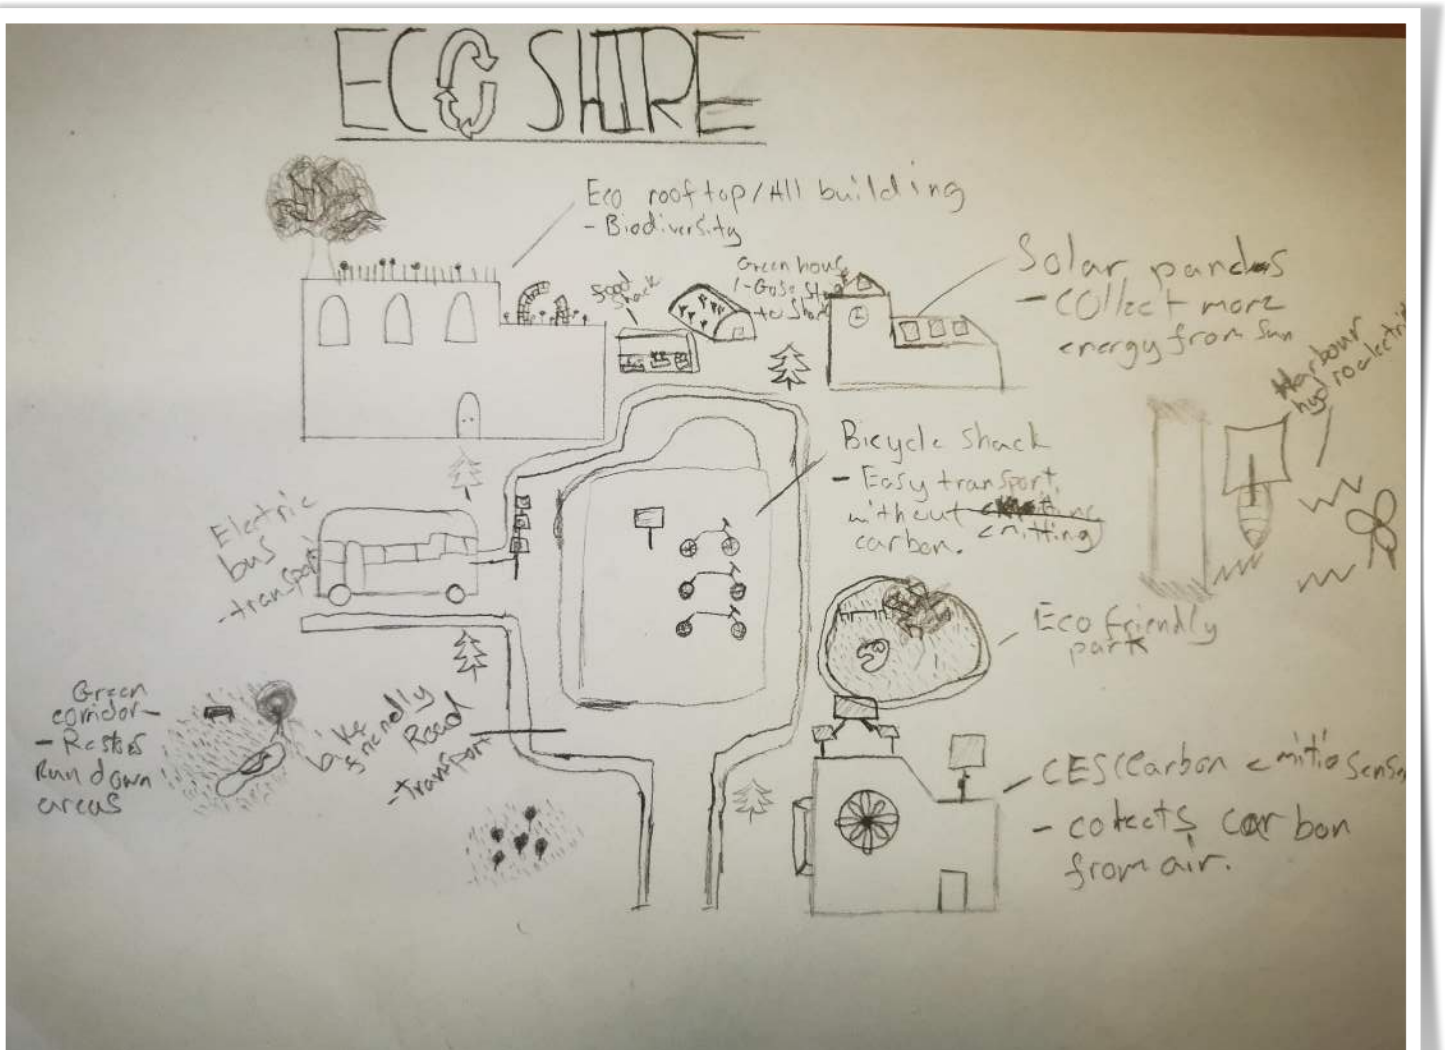 ECO SHIRE
Eco rooftop/All building
- Biodiversity
Food
shack
Green house
Solar panels
- Collect more
energy from sun
Harbour
hydroelectric
Bicycle shack
- Easy transport
without
carbon. emitting
Electric
bus
-transport
Eco friendly
park
Green
corridor-
- Restores
Run down
areas
bike
friendly
Road
-transport
CES(Carbon emitio sensor
- collects carbon
from air.